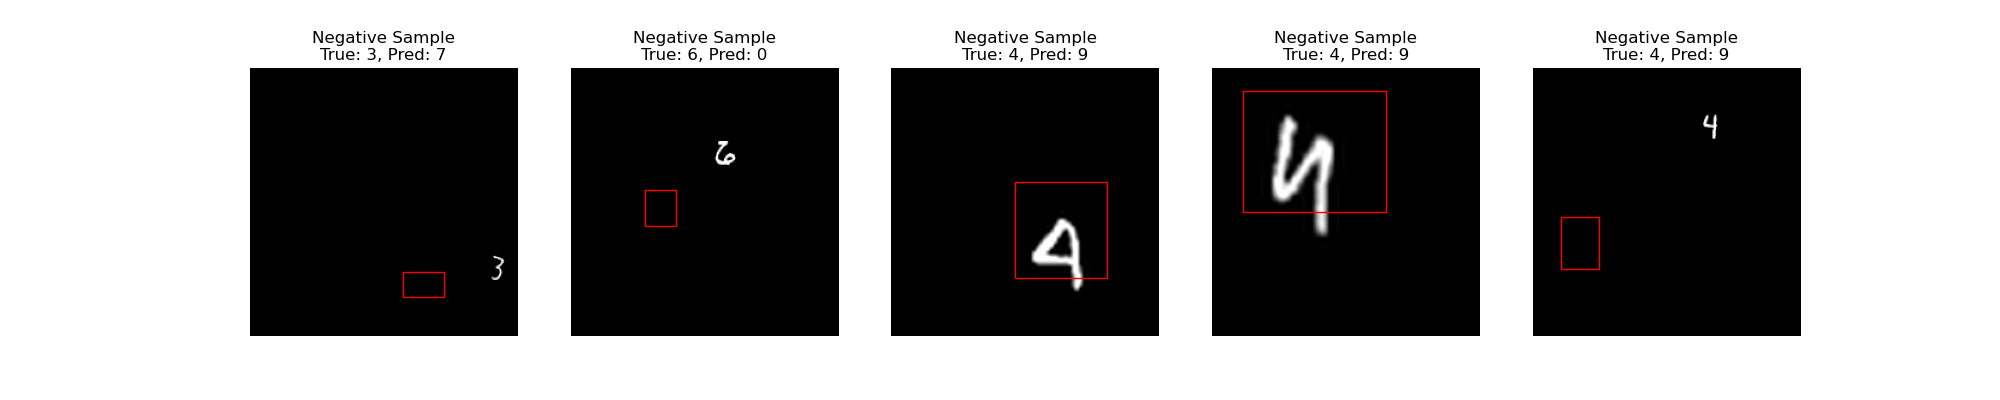 Negative Sample
True: 3, Pred: 7
Negative Sample
True: 6, Pred: 0
Negative Sample
True: 4, Pred: 9
Negative Sample
True: 4, Pred: 9
Negative Sample
True: 4, Pred: 9
3
6
4
4
4